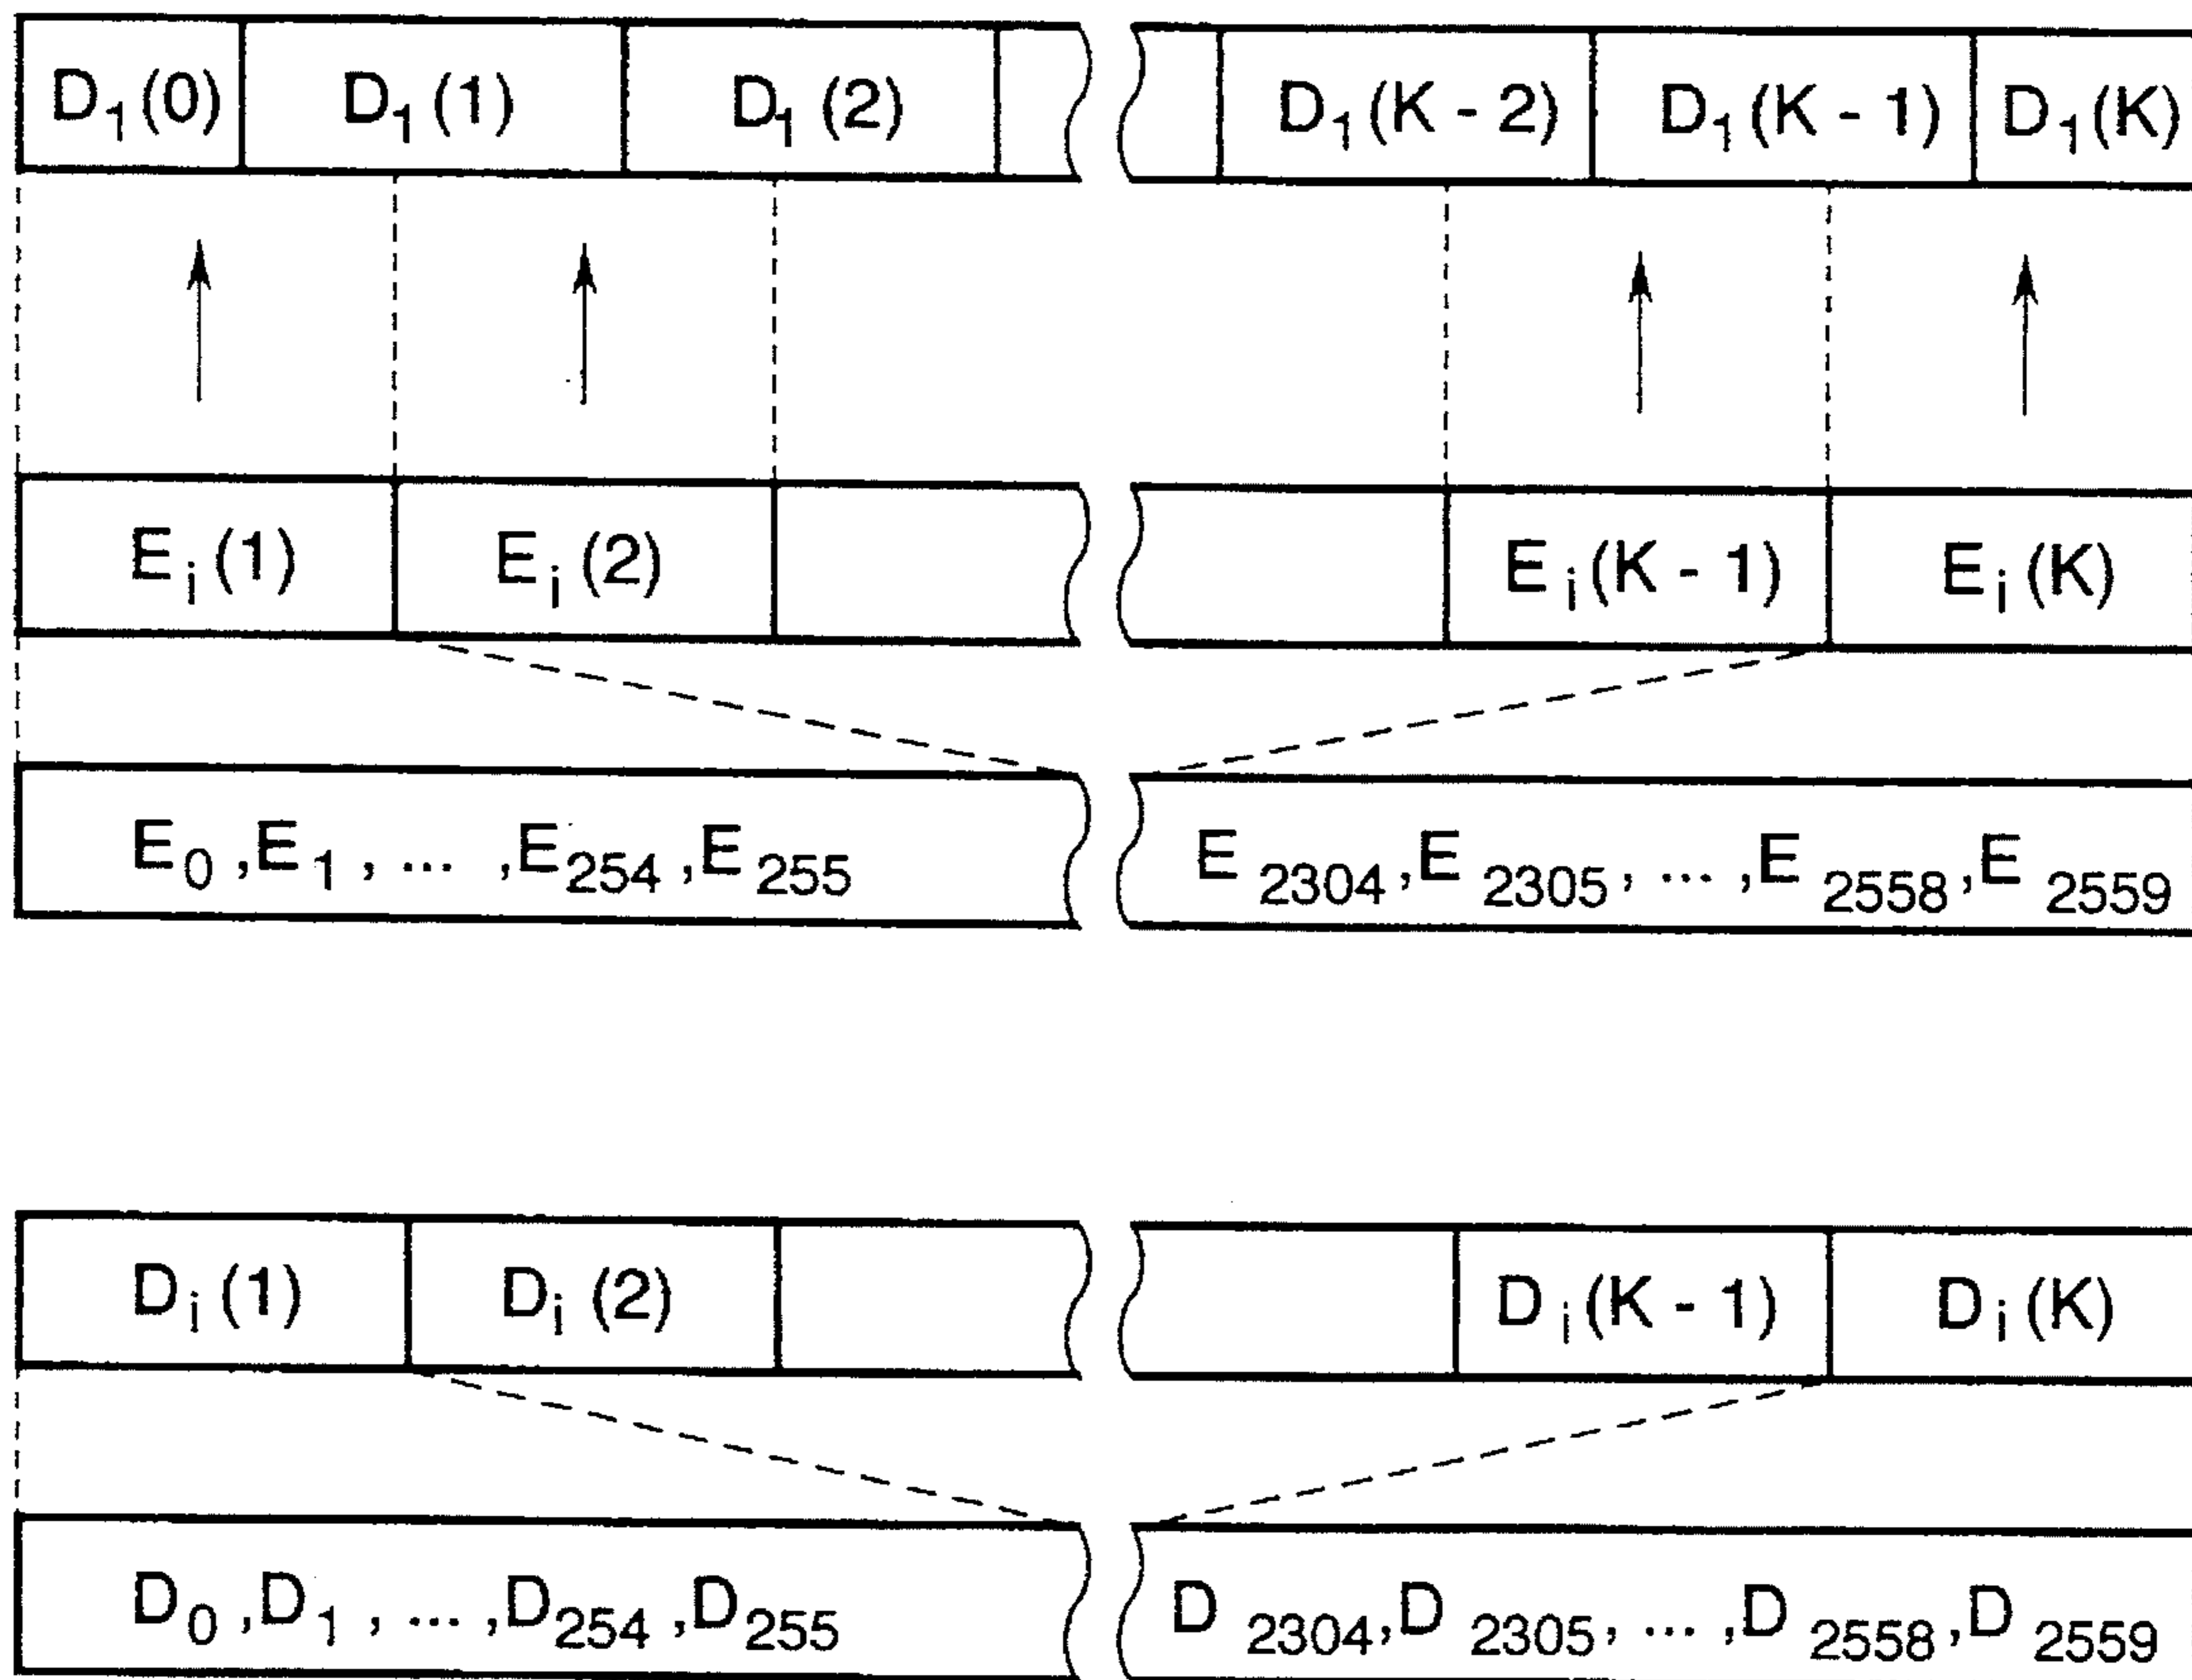 D₁(0) D₁(1) D₁(2) D₁(K - 2) D₁(K - 1) D₁(K)
Eᵢ(1) Eᵢ(2) Eᵢ(K - 1) Eᵢ(K)
E₀,E₁, ... ,E₂₅₄,E₂₅₅ E₂₃₀₄,E₂₃₀₅, ... ,E₂₅₅₈,E₂₅₅₉
Dᵢ(1) Dᵢ(2) Dᵢ(K - 1) Dᵢ(K)
D₀,D₁, ... ,D₂₅₄,D₂₅₅ D₂₃₀₄,D₂₃₀₅, ... ,D₂₅₅₈,D₂₅₅₉